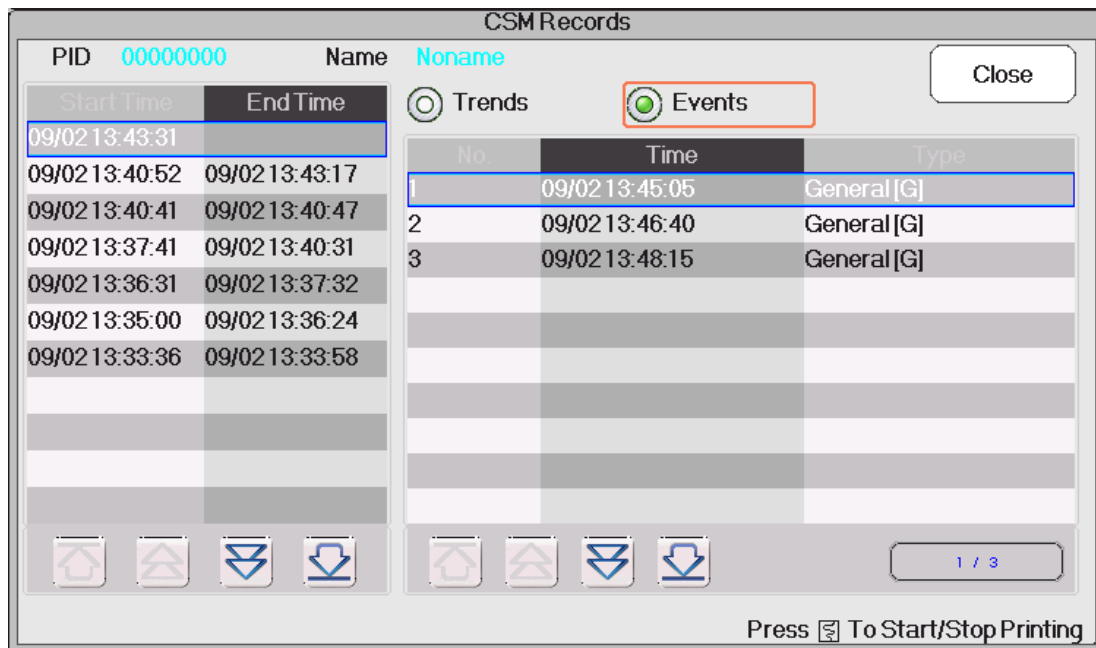 CSM Records
PID 00000000 Name Noname
Close
Trends Events
Start Time End Time
09/02 13:43:31
09/02 13:40:52 09/02 13:43:17
09/02 13:40:41 09/02 13:40:47
09/02 13:37:41 09/02 13:40:31
09/02 13:36:31 09/02 13:37:32
09/02 13:35:00 09/02 13:36:24
09/02 13:33:36 09/02 13:33:58
No. Time Type
1 09/02 13:45:05 General [G]
2 09/02 13:46:40 General [G]
3 09/02 13:48:15 General [G]
1 / 3
Press To Start/Stop Printing